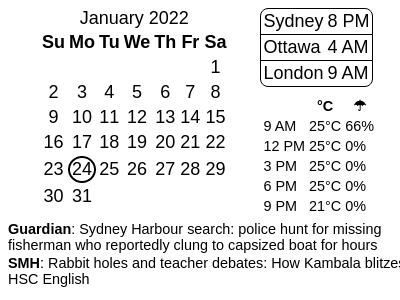 January 2022
Su Mo Tu We Th Fr Sa
1
2 3 4 5 6 7 8
9 10 11 12 13 14 15
16 17 18 19 20 21 22
23 24 25 26 27 28 29
30 31
Sydney 8 PM
Ottawa 4 AM
London 9 AM
°C ☂
9 AM 25°C 66%
12 PM 25°C 0%
3 PM 25°C 0%
6 PM 25°C 0%
9 PM 21°C 0%
Guardian: Sydney Harbour search: police hunt for missing
fisherman who reportedly clung to capsized boat for hours
SMH: Rabbit holes and teacher debates: How Kambala blitzes
HSC English